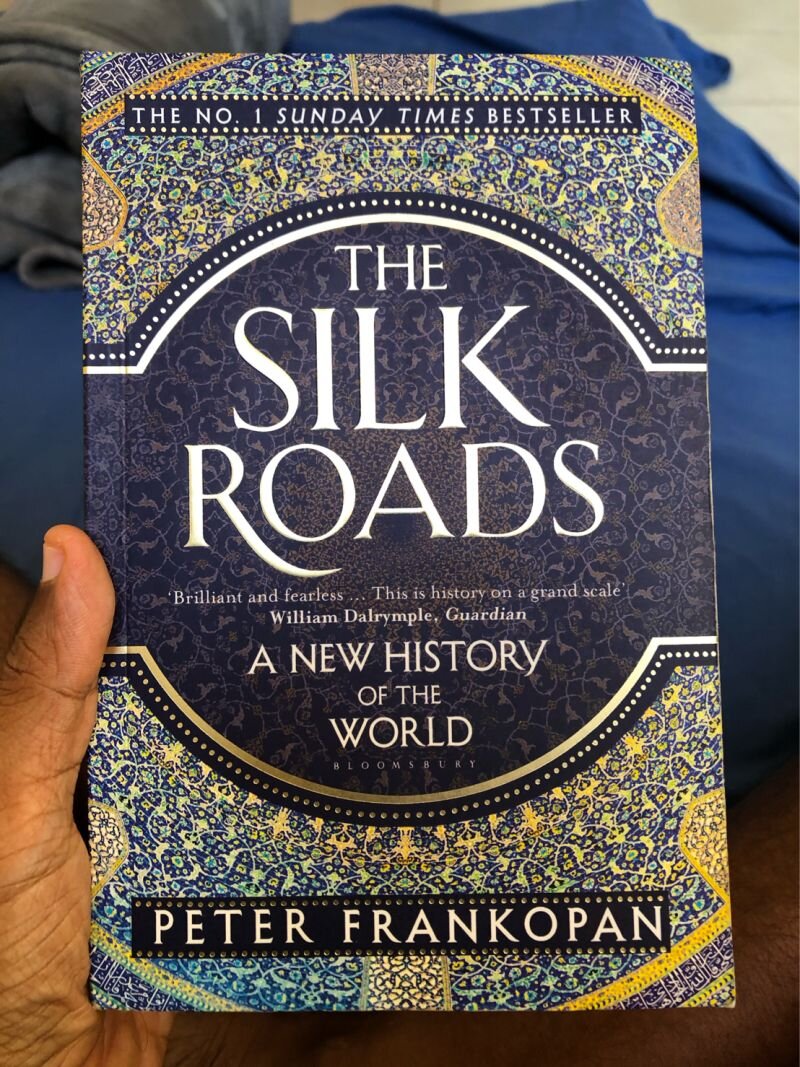 THE NO. 1 SUNDAY TIMES BESTSELLER
THE
SILK
ROADS
‘Brilliant and fearless ... This is history on a grand scale’
William Dalrymple, Guardian
A NEW HISTORY
OF THE
WORLD
BLOOMSBURY
PETER FRANKOPAN